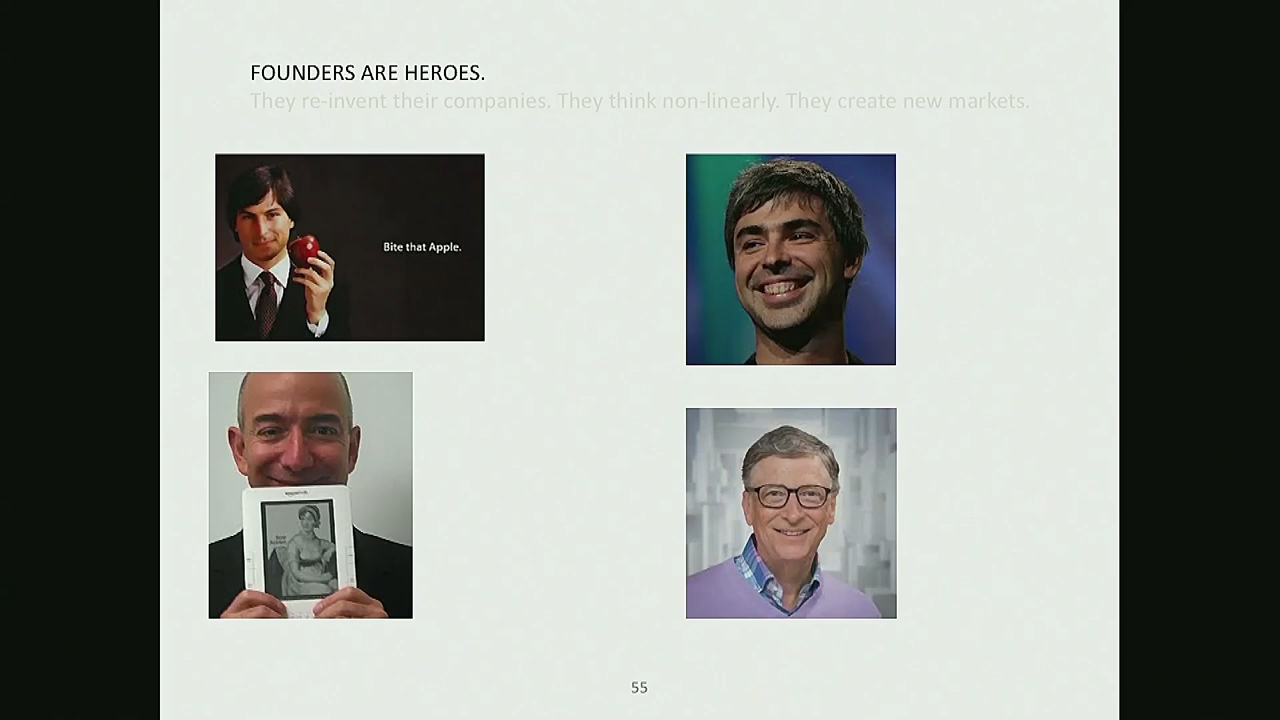 FOUNDERS ARE HEROES.
They re-invent their companies. They think non-linearly. They create new markets.
Bite that Apple.
55